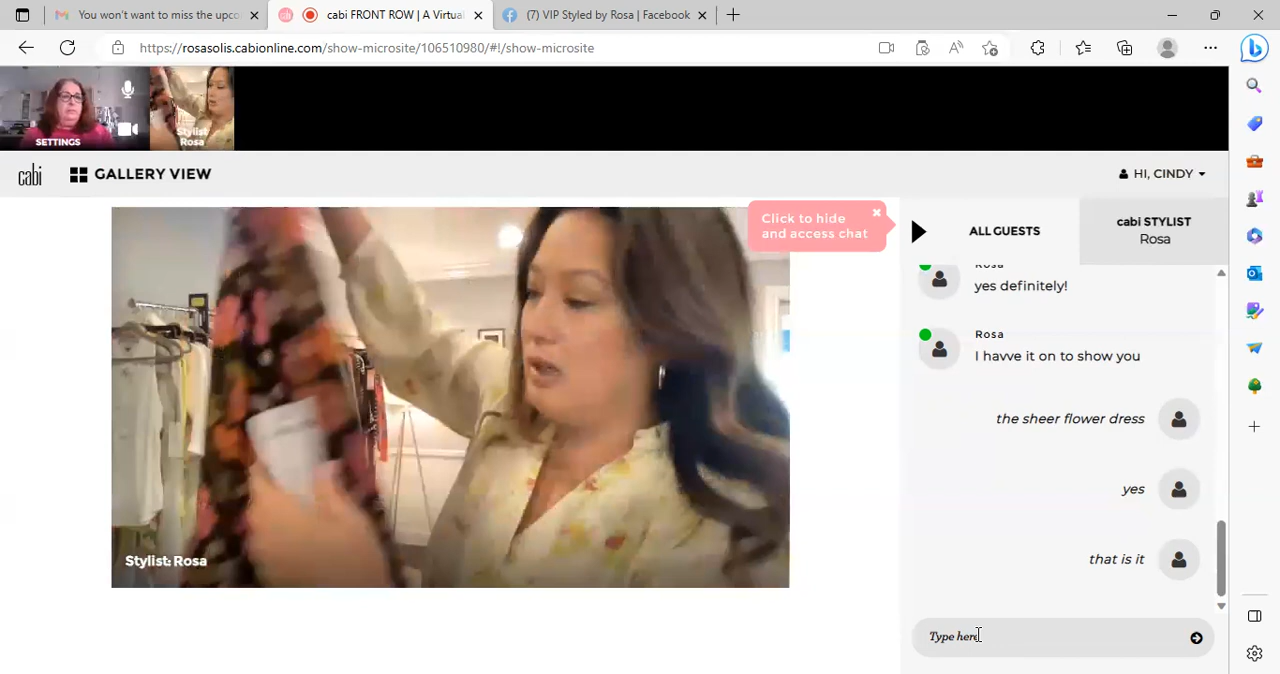 You won't want to miss the upco
cabi FRONT ROW | A Virtual
(7) VIP Styled by Rosa | Facebook
https://rosasolis.cabionline.com/show-microsite/106510980/#!/show-microsite
SETTINGS
Stylist:
Rosa
cabi
GALLERY VIEW
HI, CINDY
Click to hide
and access chat
ALL GUESTS
cabi STYLIST
Rosa
Rosa
yes definitely!
Rosa
I havve it on to show you
the sheer flower dress
yes
that is it
Stylist: Rosa
Type here